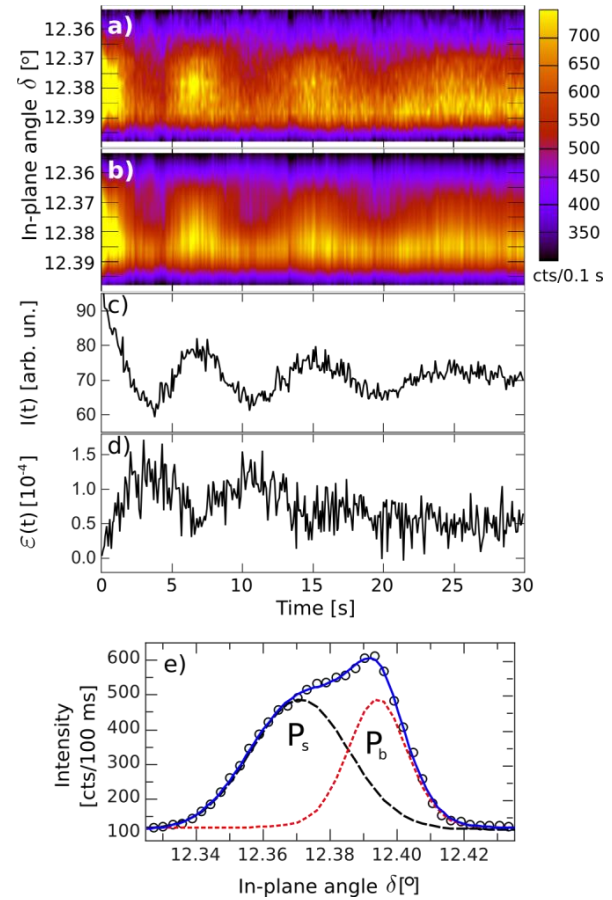 a)
12.36
12.37
12.38
12.39
b)
12.36
12.37
12.38
12.39
In-plane angle δ [°]
700
650
600
550
500
450
400
350
cts/0.1 s
c)
90
80
70
60
I(t) [arb. un.]
d)
1.5
1.0
0.5
0.0
ε(t) [10⁻⁴]
0 5 10 15 20 25 30
Time [s]
e)
600
500
400
300
200
100
Intensity
[cts/100 ms]
Pₛ
P_b
12.34 12.36 12.38 12.40 12.42
In-plane angle δ[°]